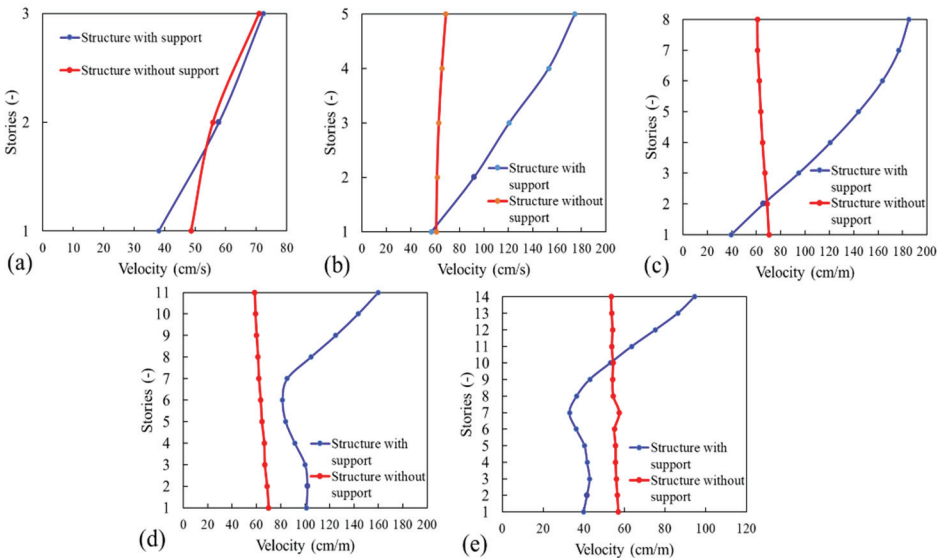 3
2
1
Stories (-)
Structure with support
Structure without support
0 10 20 30 40 50 60 70 80
(a)
Velocity (cm/s)
5
4
3
2
1
Stories (-)
Structure with
support
Structure without
support
0 20 40 60 80 100 120 140 160 180 200
(b)
Velocity (cm/s)
8
7
6
5
4
3
2
1
Stories (-)
Structure with
support
Structure without
support
0 20 40 60 80 100 120 140 160 180 200
(c)
Velocity (cm/m)
11
10
9
8
7
6
5
4
3
2
1
Stories (-)
Structure with
support
Structure without
support
0 20 40 60 80 100 120 140 160 180 200
(d)
Velocity (cm/m)
14
13
12
11
10
9
8
7
6
5
4
3
2
1
Stories (-)
Structure with
support
Structure without
support
0 20 40 60 80 100 120
(e)
Velocity (cm/m)